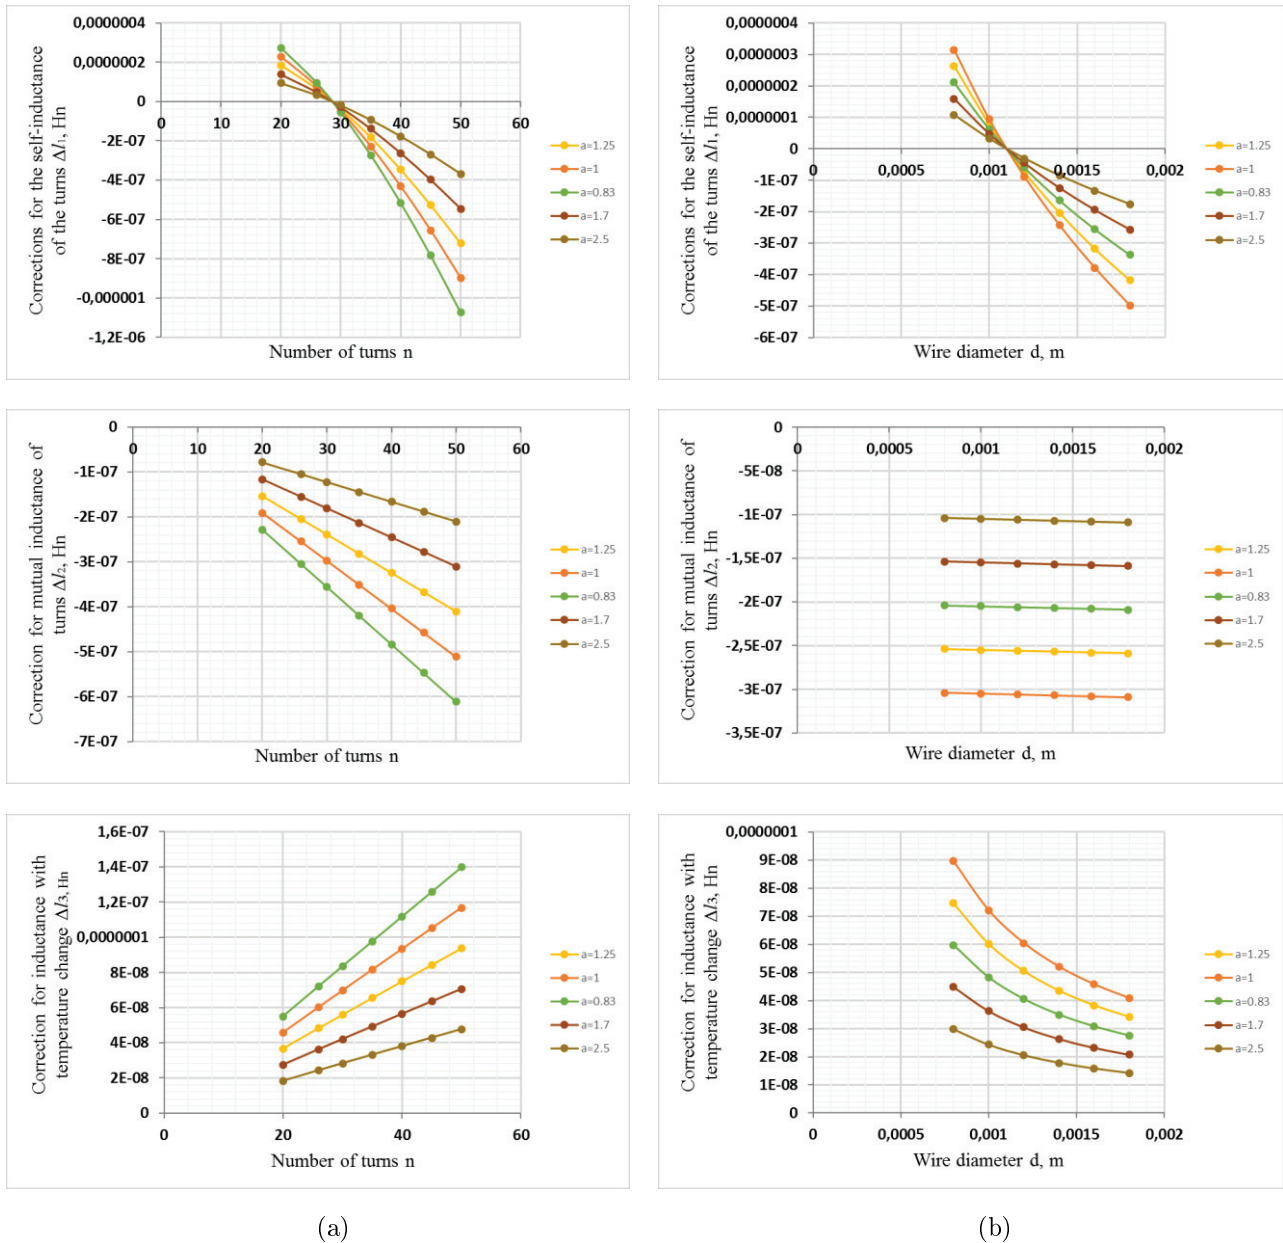 0,0000004
0,0000002
0
-2E-07
-4E-07
-6E-07
-8E-07
-0,000001
-1,2E-06
0 10 20 30 40 50 60
Corrections for the self-inductance
of the turns Δl1, Hn
Number of turns n
a=1.25
a=1
a=0.83
a=1.7
a=2.5
0,0000004
0,0000003
0,0000002
0,0000001
0
-1E-07
-2E-07
-3E-07
-4E-07
-5E-07
-6E-07
0 0,0005 0,001 0,0015 0,002
Corrections for the self-inductance
of the turns Δl1, Hn
Wire diameter d, m
a=1.25
a=1
a=0.83
a=1.7
a=2.5
0
-1E-07
-2E-07
-3E-07
-4E-07
-5E-07
-6E-07
-7E-07
0 10 20 30 40 50 60
Correction for mutual inductance of
turns Δl2, Hn
Number of turns n
a=1.25
a=1
a=0.83
a=1.7
a=2.5
0
-5E-08
-1E-07
-1,5E-07
-2E-07
-2,5E-07
-3E-07
-3,5E-07
0 0,0005 0,001 0,0015 0,002
Correction for mutual inductance of
turns Δl2, Hn
Wire diameter d, m
a=1.25
a=1
a=0.83
a=1.7
a=2.5
1,6E-07
1,4E-07
1,2E-07
0,0000001
8E-08
6E-08
4E-08
2E-08
0
0 20 40 60
Correction for inductance with
temperature change Δl3, Hn
Number of turns n
a=1.25
a=1
a=0.83
a=1.7
a=2.5
0,0000001
9E-08
8E-08
7E-08
6E-08
5E-08
4E-08
3E-08
2E-08
1E-08
0
0 0,0005 0,001 0,0015 0,002
Correction for inductance with
temperature change Δl3, Hn
Wire diameter d, m
a=1.25
a=1
a=0.83
a=1.7
a=2.5
(a)
(b)